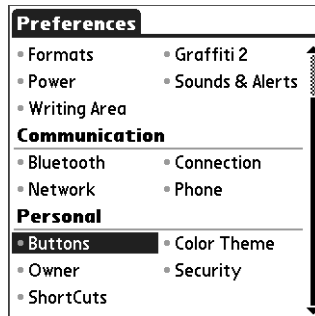 Preferences
Formats Graffiti 2
Power Sounds & Alerts
Writing Area
Communication
Bluetooth Connection
Network Phone
Personal
Buttons Color Theme
Owner Security
ShortCuts